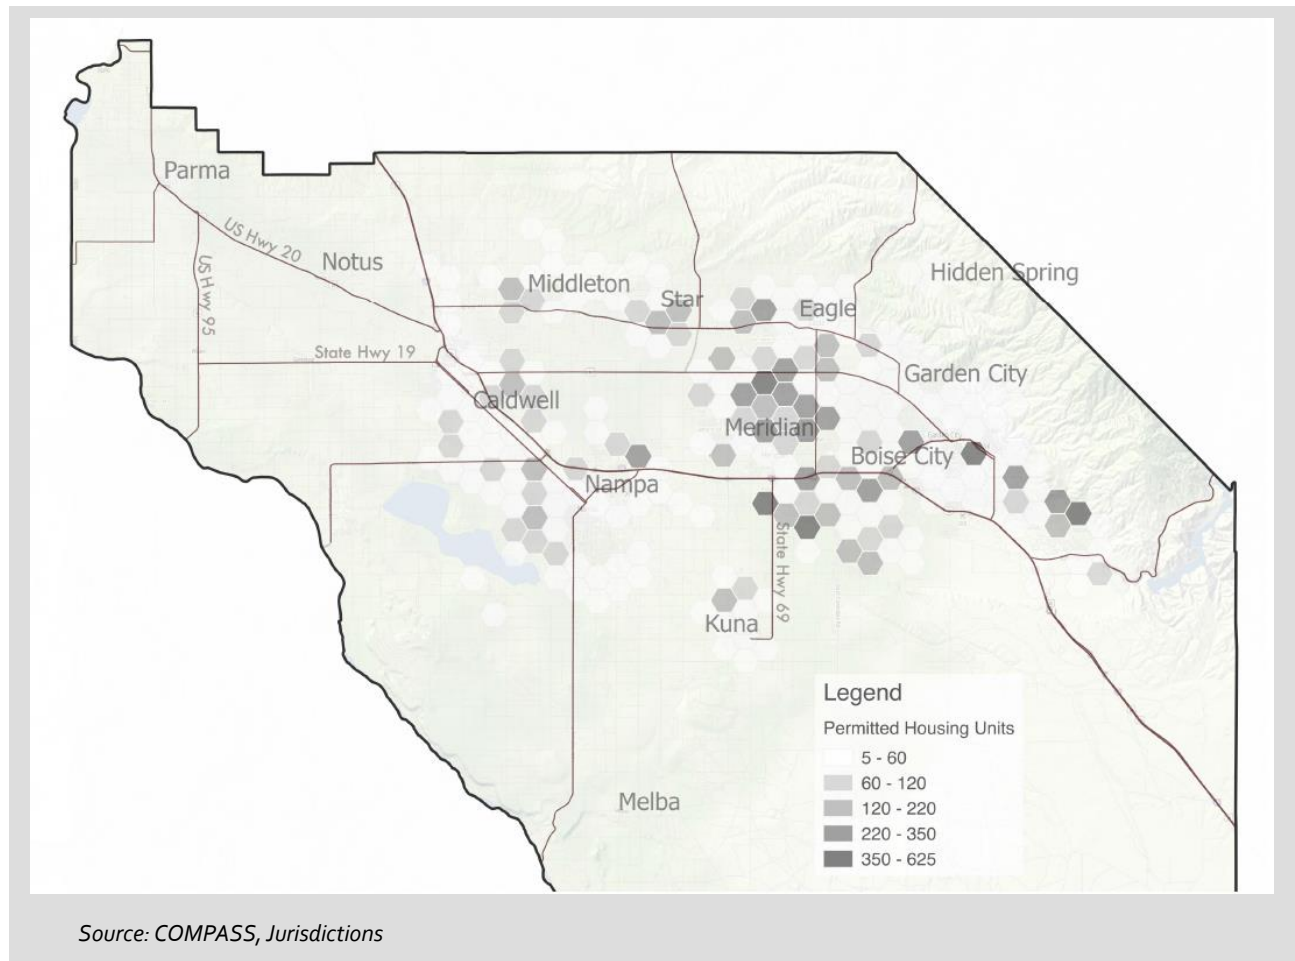 Parma
US Hwy 20
Notus
US Hwy 95
Hidden Spring
Middleton
Star
Eagle
State Hwy 19
Garden City
Caldwell
Meridian
Boise City
Nampa
State Hwy 69
Kuna
Melba
Legend
Permitted Housing Units
5 - 60
60 - 120
120 - 220
220 - 350
350 - 625
Source: COMPASS, Jurisdictions